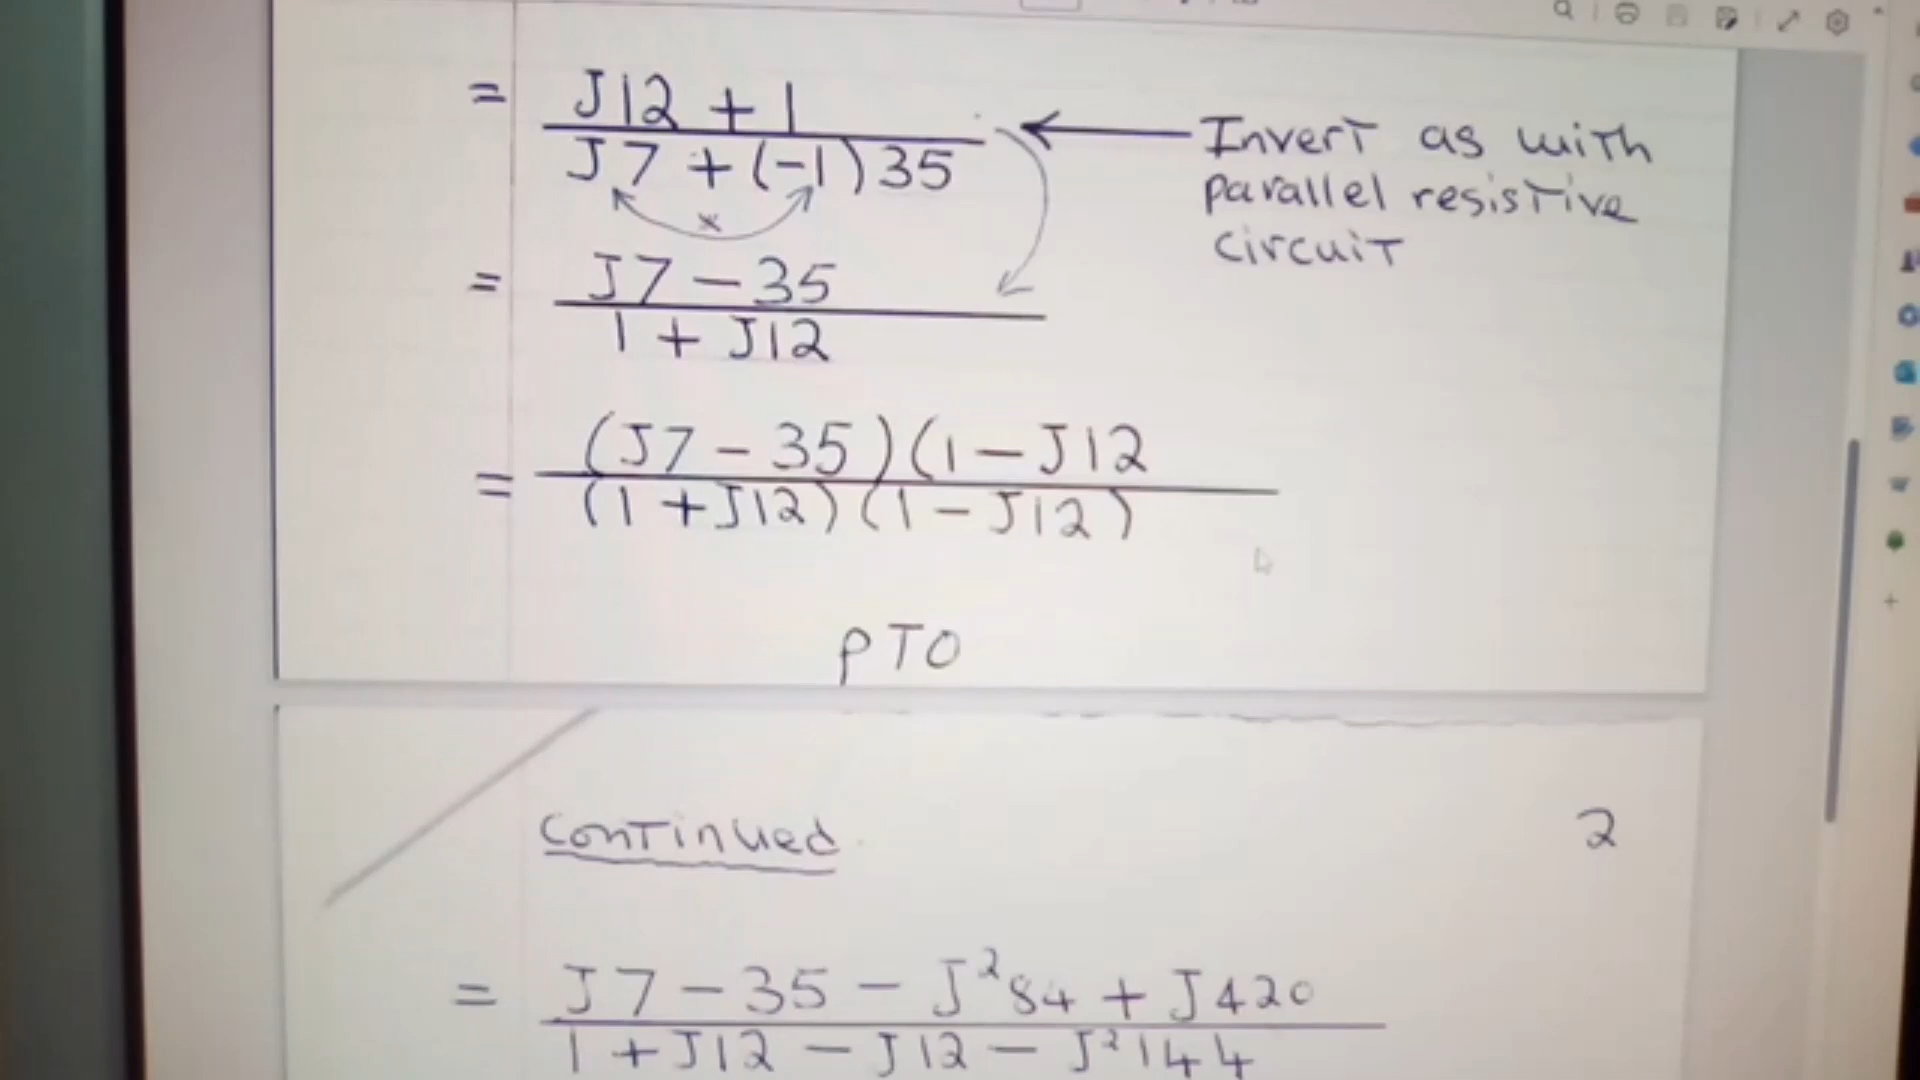 = J12 + 1
J7 + (-1)35
Invert as with
parallel resistive
circuit
×
= J7 - 35
1 + J12
= (J7 - 35)(1 - J12
(1 + J12)(1 - J12)
PTO
Continued
2
= J7 - 35 - J²84 + J420
1 + J12 - J12 - J²144